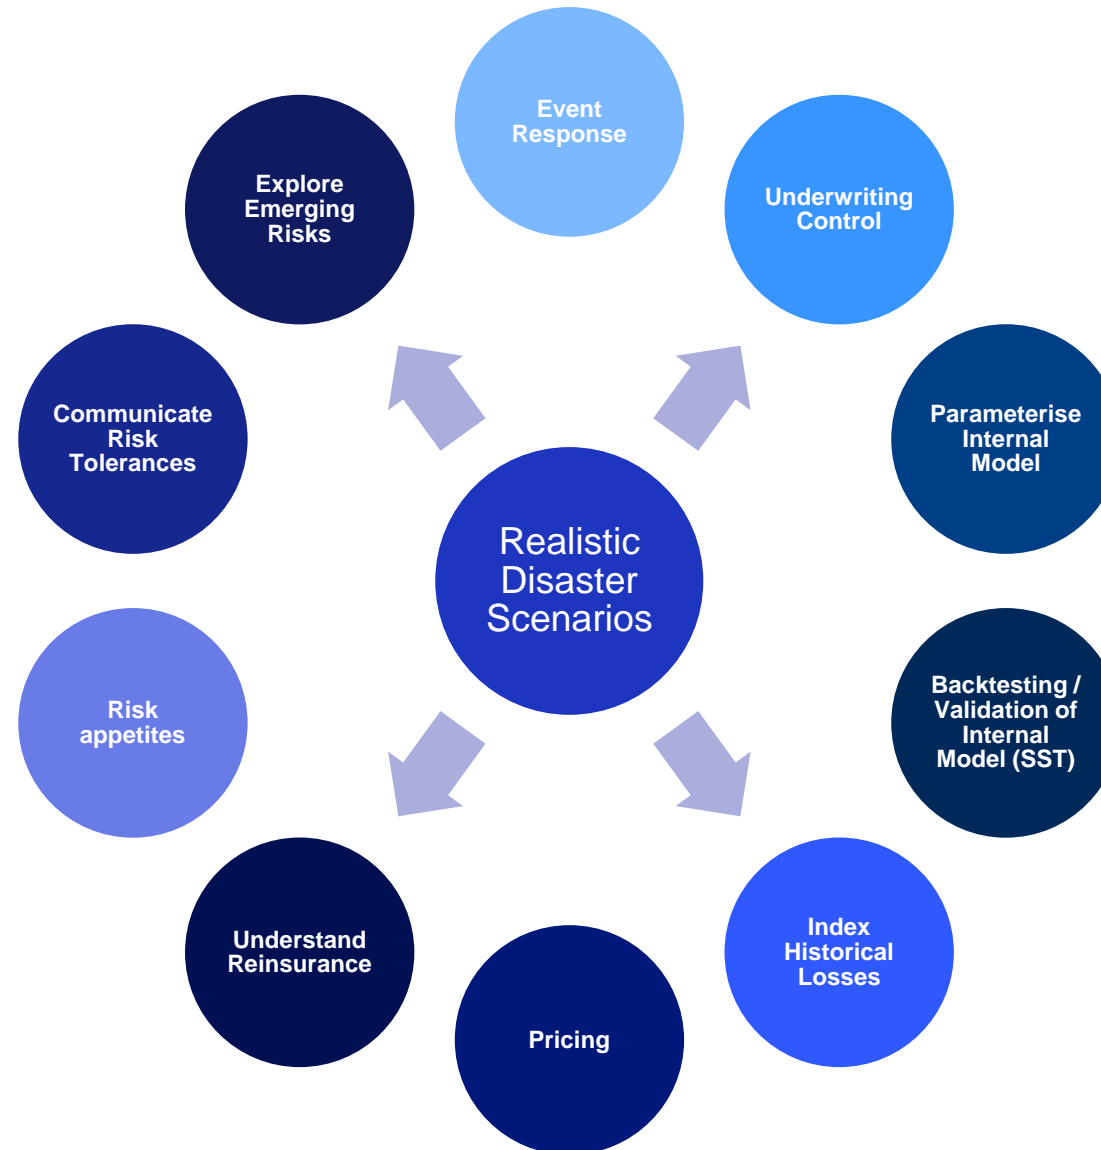 Event
Response
Underwriting
Control
Parameterise
Internal
Model
Backtesting /
Validation of
Internal
Model (SST)
Index
Historical
Losses
Pricing
Understand
Reinsurance
Risk
appetites
Communicate
Risk
Tolerances
Explore
Emerging
Risks
Realistic
Disaster
Scenarios